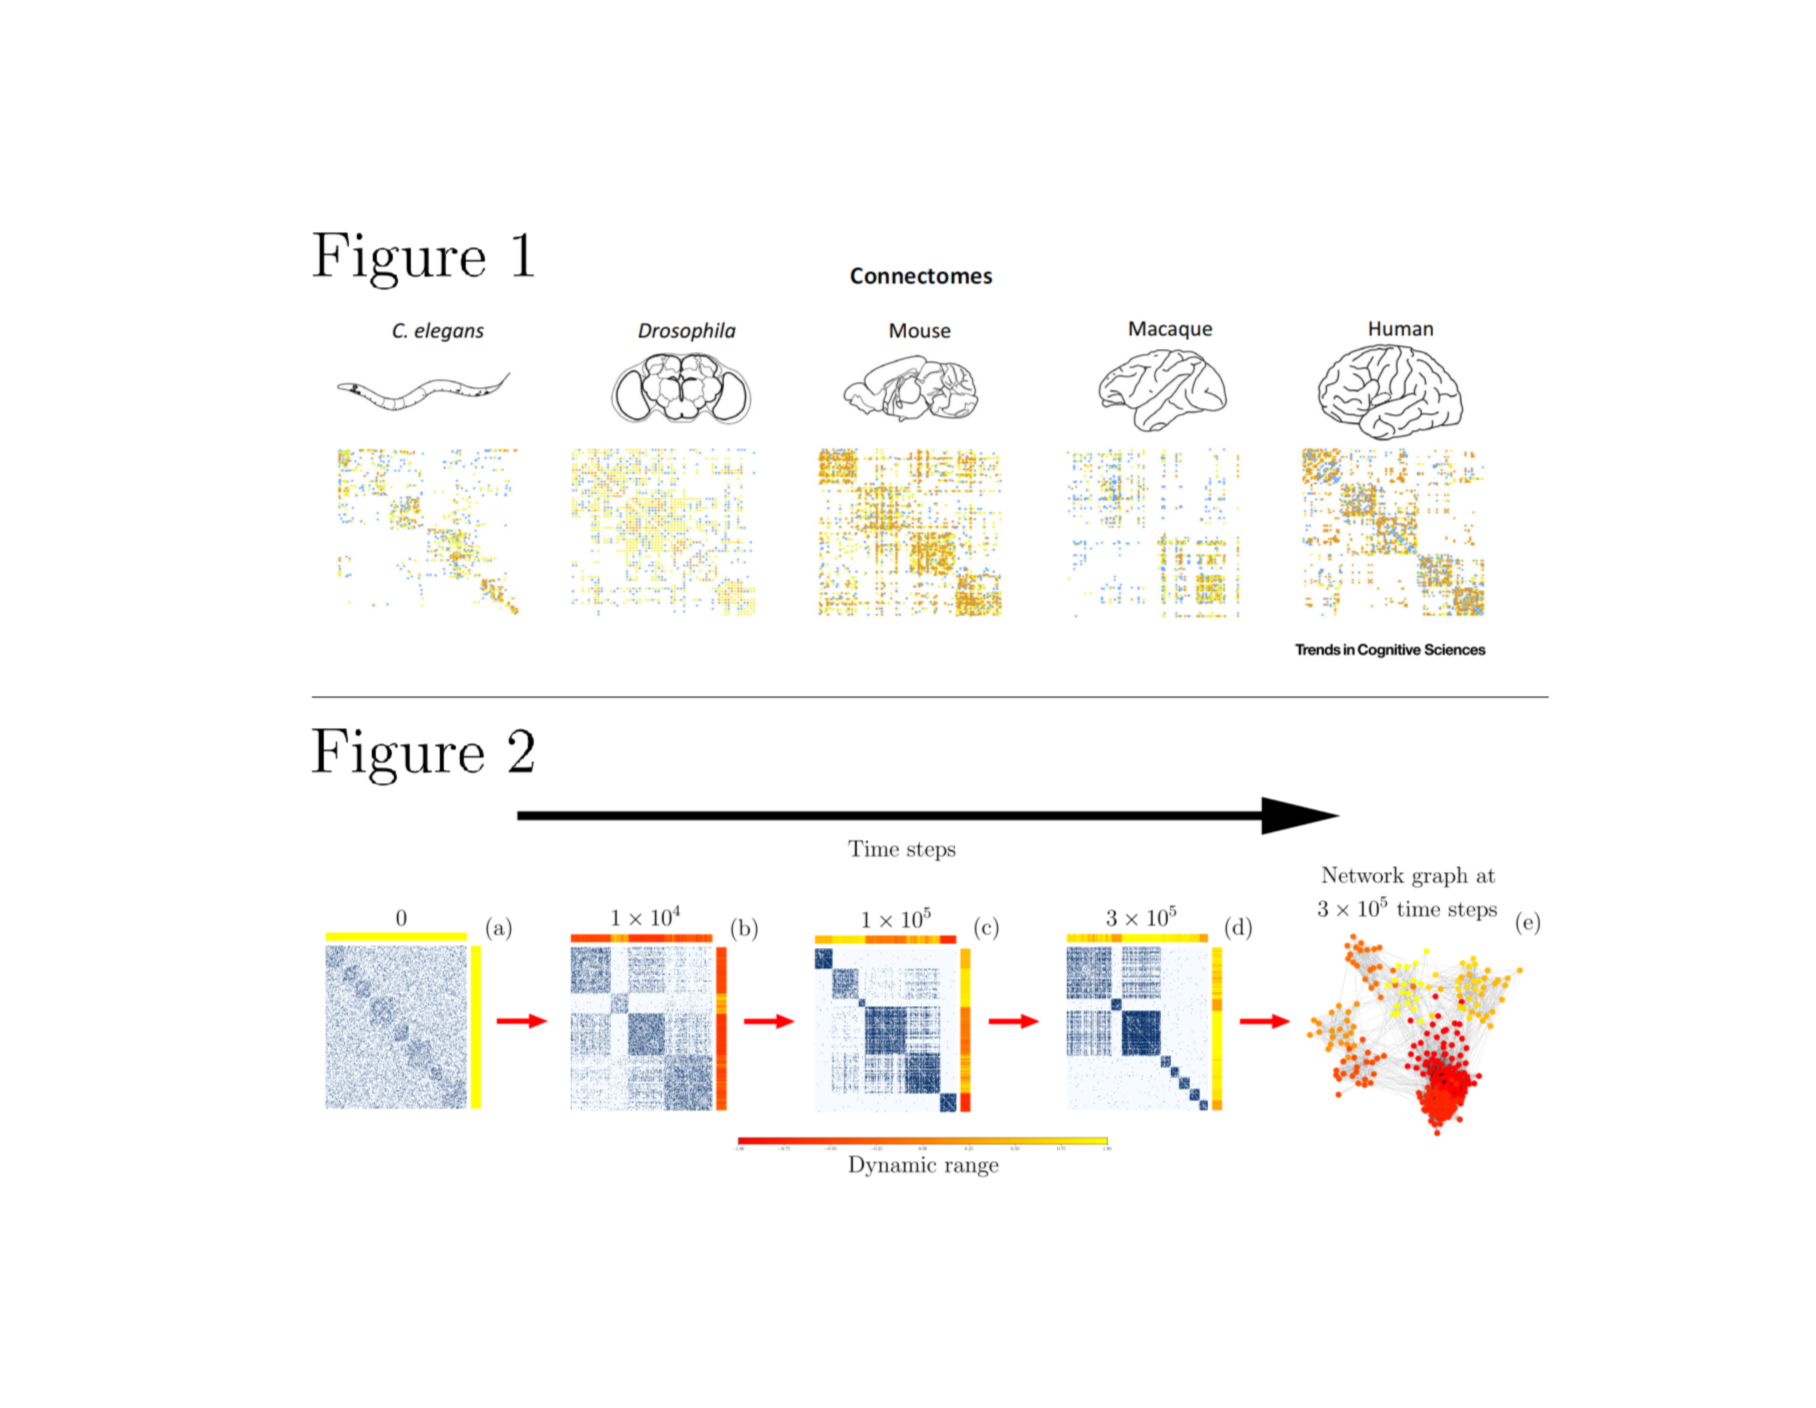 Figure 1
Connectomes
C. elegans
Drosophila
Mouse
Macaque
Human
Trends in Cognitive Sciences
Figure 2
Time steps
Network graph at
3 × 10⁵ time steps
0
(a)
1 × 10⁴
(b)
1 × 10⁵
(c)
3 × 10⁵
(d)
(e)
Dynamic range